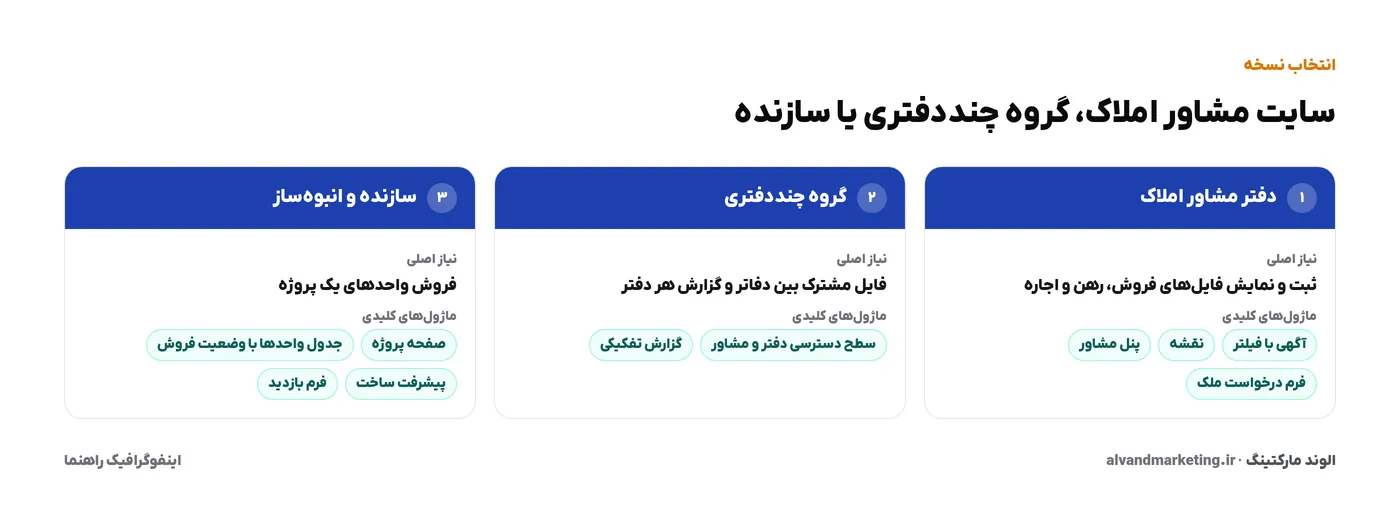 انتخاب نسخه
سایت مشاور املاک، گروه چنددفتری یا سازنده
۱ دفتر مشاور املاک
نیاز اصلی
ثبت و نمایش فایل‌های فروش، رهن و اجاره
ماژول‌های کلیدی
آگهی با فیلتر نقشه پنل مشاور
فرم درخواست ملک
۲ گروه چنددفتری
نیاز اصلی
فایل مشترک بین دفاتر و گزارش هر دفتر
ماژول‌های کلیدی
سطح دسترسی دفتر و مشاور گزارش تفکیکی
۳ سازنده و انبوه‌ساز
نیاز اصلی
فروش واحدهای یک پروژه
ماژول‌های کلیدی
صفحه پروژه جدول واحدها با وضعیت فروش
پیشرفت ساخت فرم بازدید
الوند مارکتینگ · alvandmarketing.ir
اینفوگرافیک راهنما